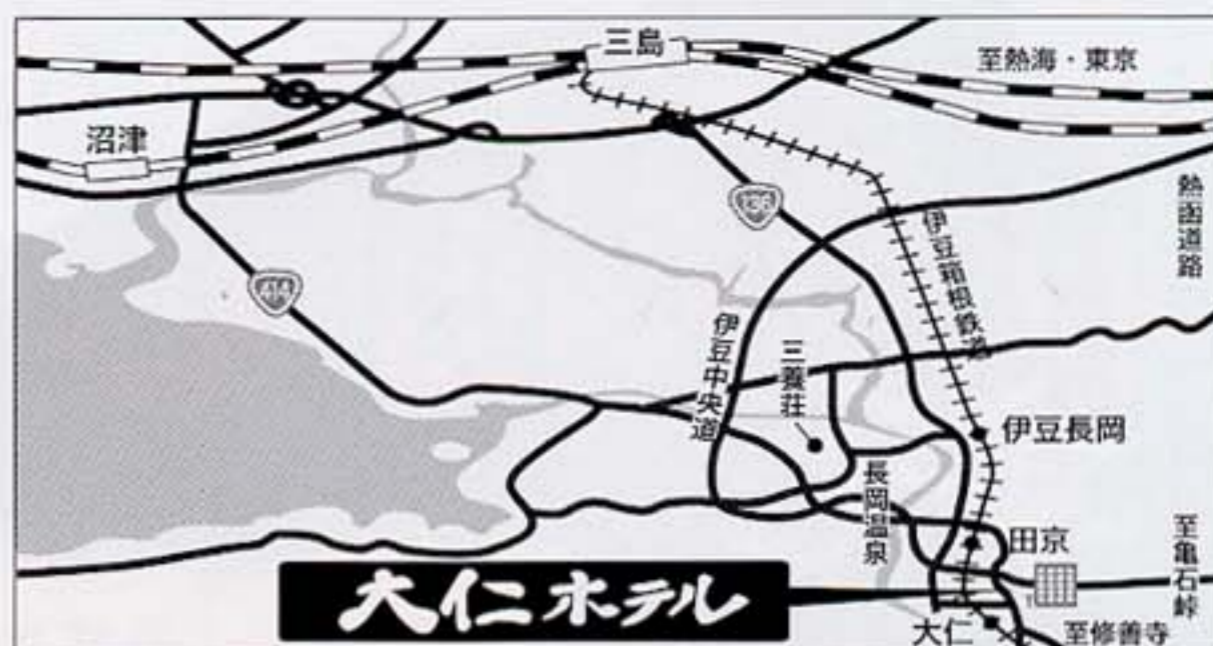 三島
至熱海・東京
沼津
熱函道路
136
伊豆箱根鉄道
414
伊豆中央道
三養荘
伊豆長岡
長岡温泉
田京
至亀石峠
大仁ホテル
大仁
至修善寺